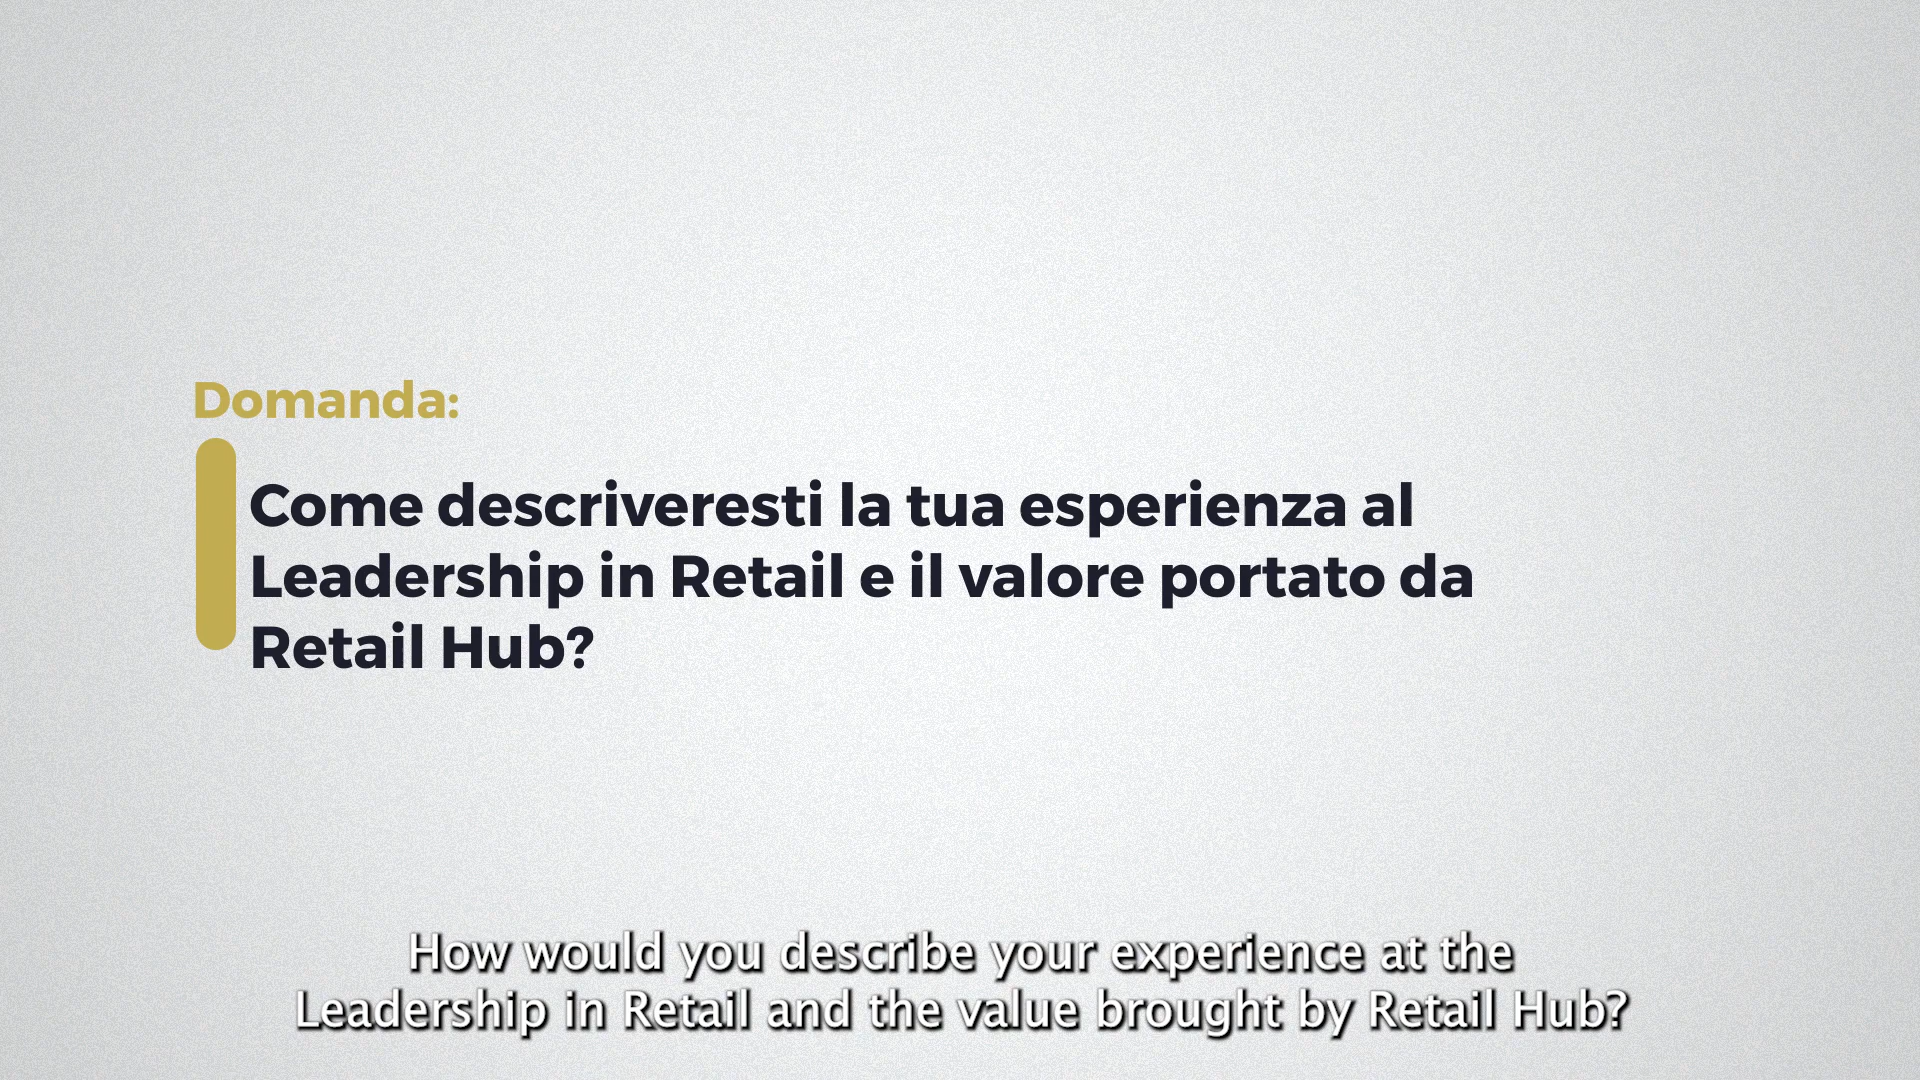 Domanda:
Come descriveresti la tua esperienza al
Leadership in Retail e il valore portato da
Retail Hub?
How would you describe your experience at the
Leadership in Retail and the value brought by Retail Hub?